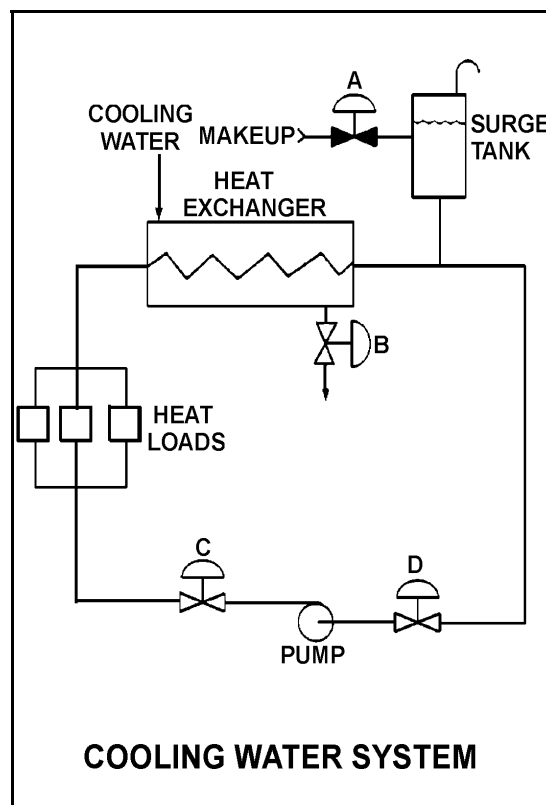 A
COOLING
WATER
MAKEUP
SURGE
TANK
HEAT
EXCHANGER
B
HEAT
LOADS
C
D
PUMP
COOLING WATER SYSTEM